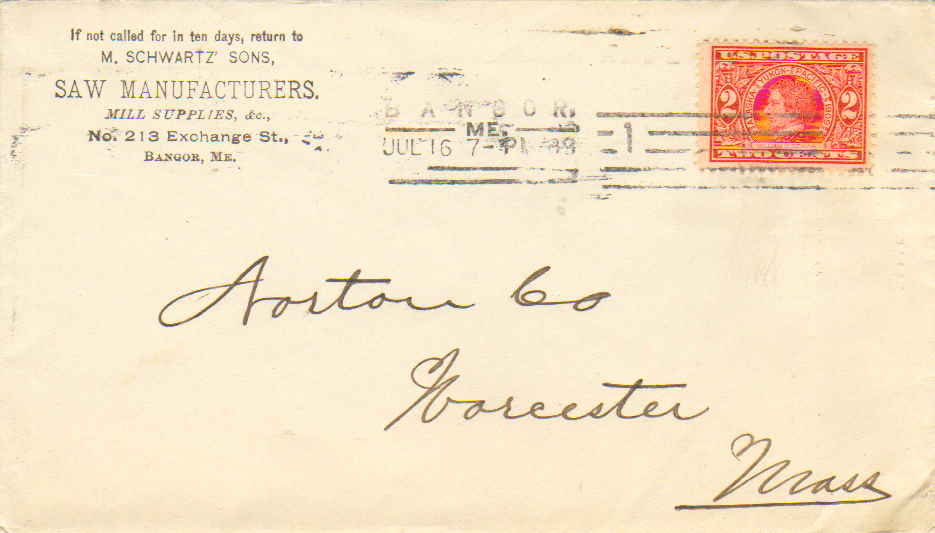 If not called for in ten days, return to
M. SCHWARTZ' SONS,
SAW MANUFACTURERS.
MILL SUPPLIES, &c.,
No. 213 Exchange St.,
BANGOR, ME.
BANGOR,
ME.
JUL 16 7-
1
U.S. POSTAGE
2 2
TWO CENTS
Norton Co
Worcester
Mass